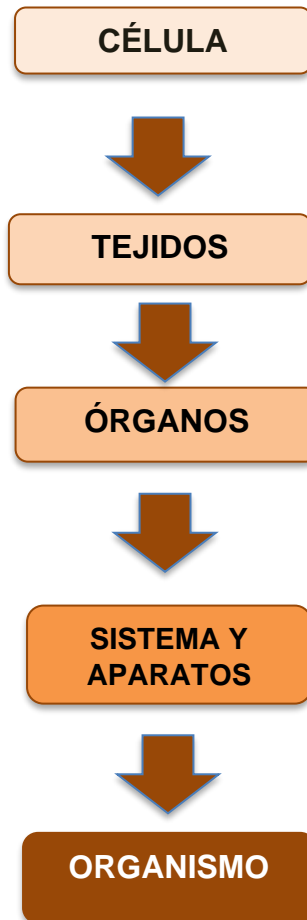 CÉLULA
TEJIDOS
ÓRGANOS
SISTEMA Y
APARATOS
ORGANISMO